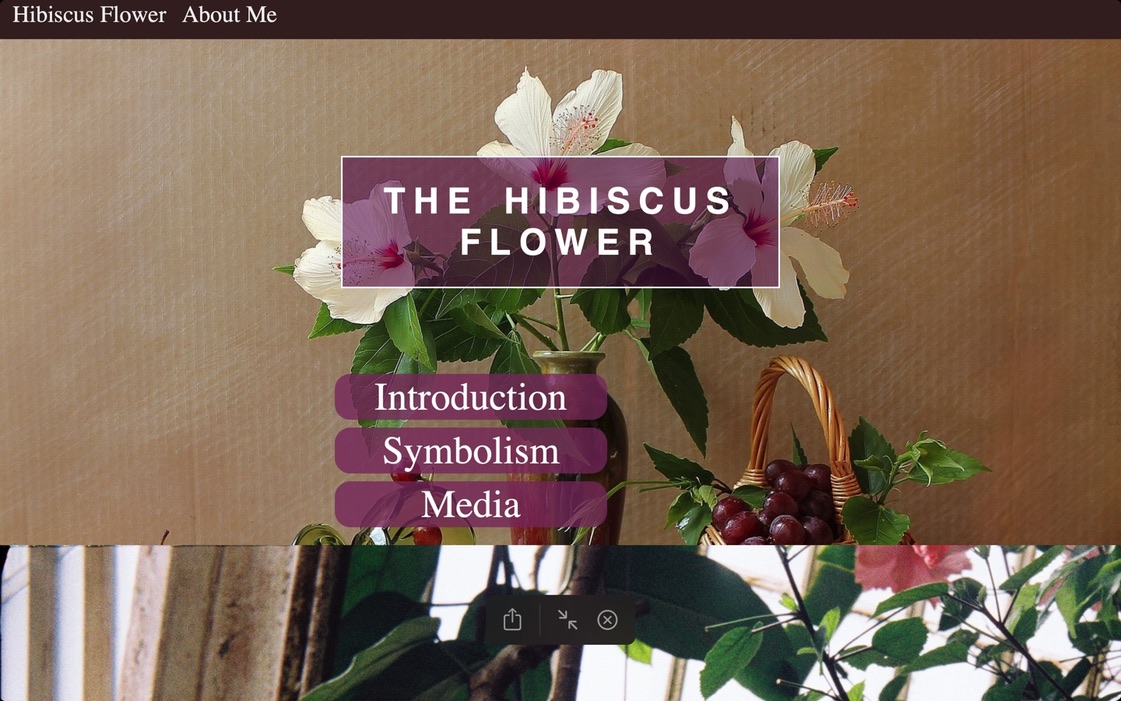 Hibiscus Flower About Me
THE HIBISCUS
FLOWER
Introduction
Symbolism
Media